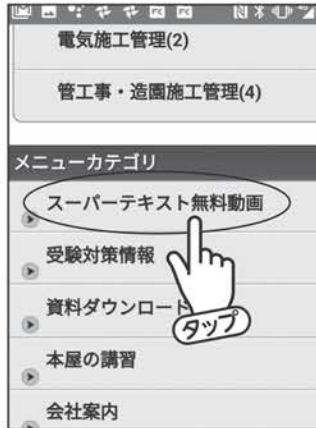 電気施工管理(2)
管工事・造園施工管理(4)
メニューカテゴリ
スーパーテキスト無料動画
受験対策情報
資料ダウンロード
タップ
本屋の講習
会社案内